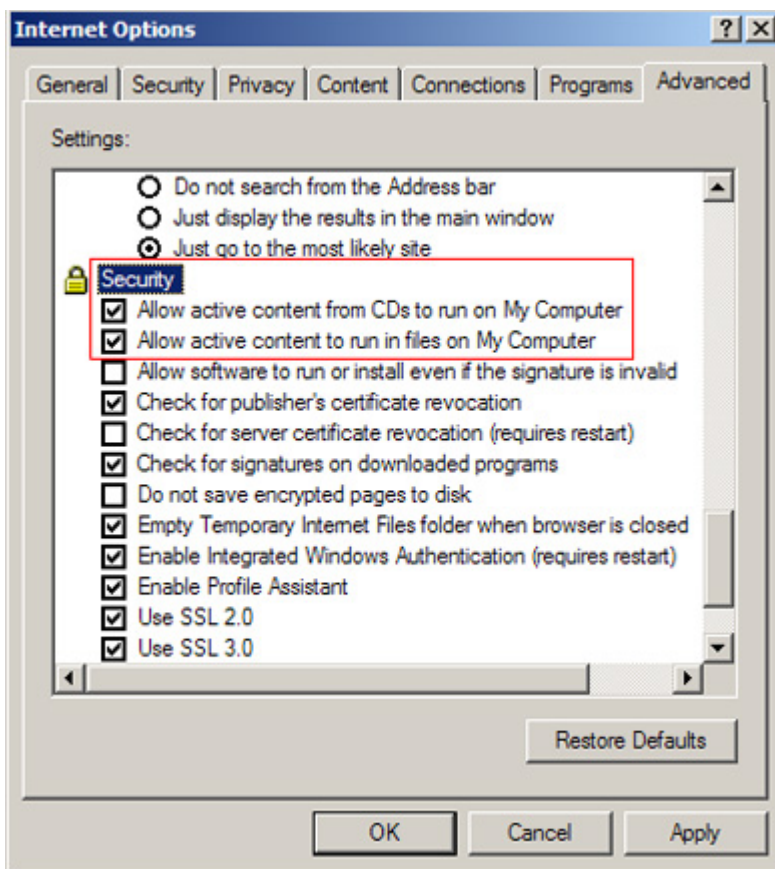 Internet Options
General Security Privacy Content Connections Programs Advanced
Settings:
Do not search from the Address bar
Just display the results in the main window
Just go to the most likely site
Security
Allow active content from CDs to run on My Computer
Allow active content to run in files on My Computer
Allow software to run or install even if the signature is invalid
Check for publisher's certificate revocation
Check for server certificate revocation (requires restart)
Check for signatures on downloaded programs
Do not save encrypted pages to disk
Empty Temporary Internet Files folder when browser is closed
Enable Integrated Windows Authentication (requires restart)
Enable Profile Assistant
Use SSL 2.0
Use SSL 3.0
Restore Defaults
OK Cancel Apply